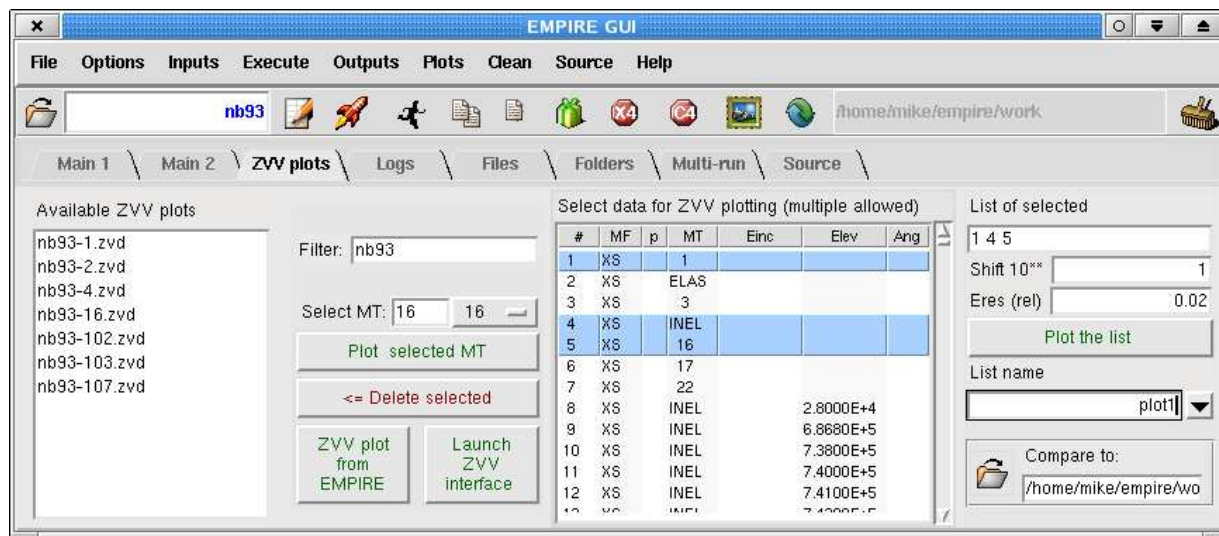 EMPIRE GUI
File Options Inputs Execute Outputs Plots Clean Source Help
nb93 X4 C4 /home/mike/empire/work
Main 1 Main 2 ZVV plots Logs Files Folders Multi-run Source
Available ZVV plots
nb93-1.zvd
nb93-2.zvd
nb93-4.zvd
nb93-16.zvd
nb93-102.zvd
nb93-103.zvd
nb93-107.zvd
Filter: nb93
Select MT: 16 16
Plot selected MT
<= Delete selected
ZVV plot
from
EMPIRE
Launch
ZVV
interface
Select data for ZVV plotting (multiple allowed)
# MF p MT Einc Elev Ang
1 XS 1
2 XS ELAS
3 XS 3
4 XS INEL
5 XS 16
6 XS 17
7 XS 22
8 XS INEL 2.8000E+4
9 XS INEL 6.8680E+5
10 XS INEL 7.3800E+5
11 XS INEL 7.4000E+5
12 XS INEL 7.4100E+5
List of selected
1 4 5
Shift 10** 1
Eres (rel) 0.02
Plot the list
List name
plot1
Compare to:
/home/mike/empire/wo